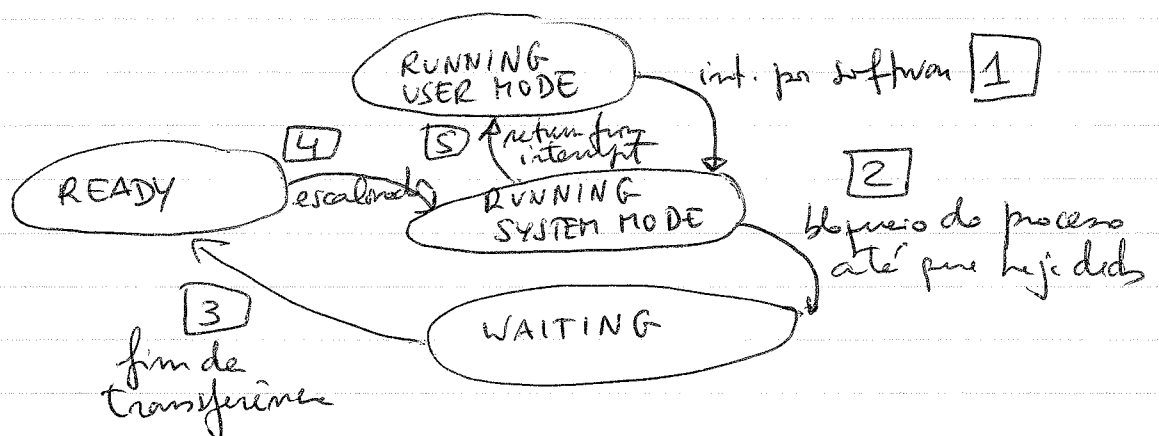 RUNNING
USER MODE
int. por software 1
4
5 return from
interrupt
READY
escalonado
RUNNING
SYSTEM MODE
2
bloqueio do processo
até que haja dados
3
WAITING
fim de
transferência